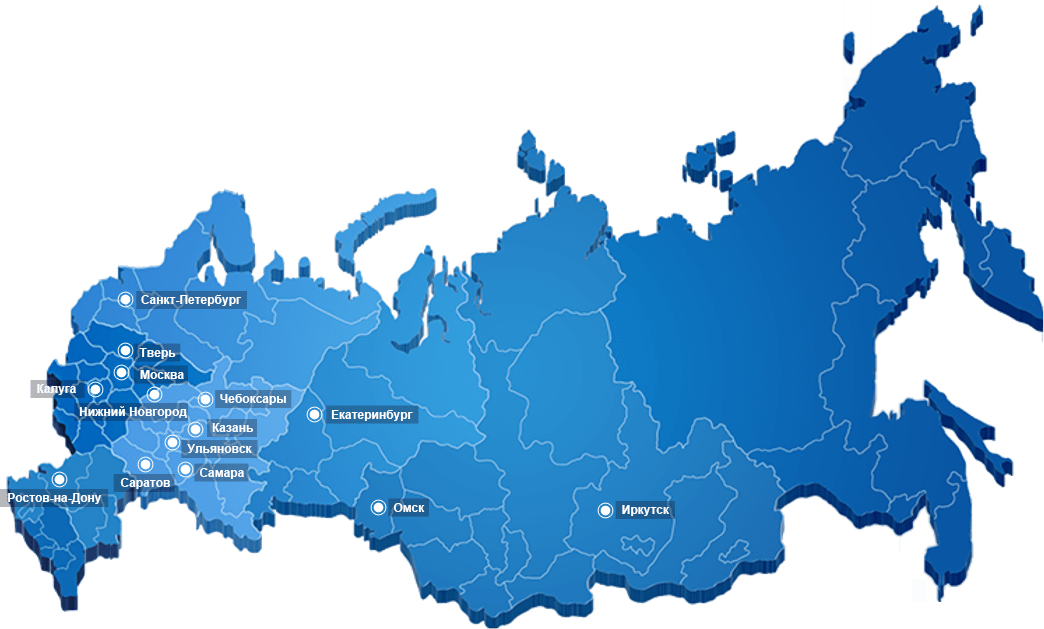 Санкт-Петербург
Тверь
Москва
Калуга
Чебоксары
Нижний Новгород
Екатеринбург
Казань
Ульяновск
Самара
Саратов
Ростов-на-Дону
Омск
Иркутск